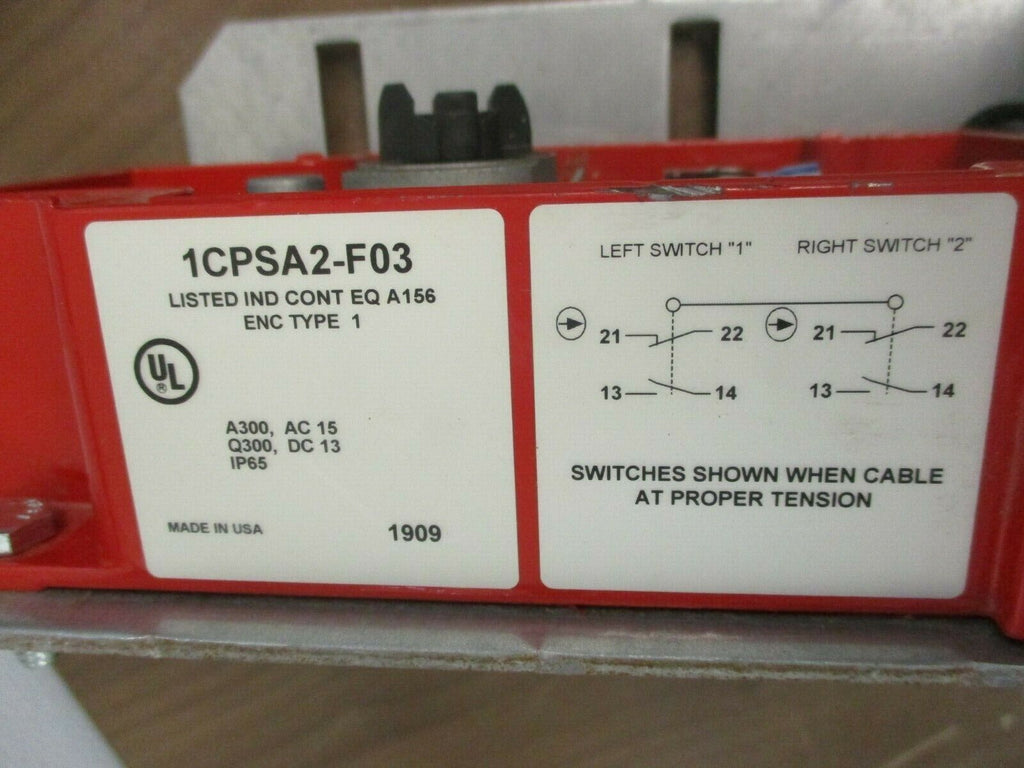 1CPSA2-F03
LISTED IND CONT EQ A156
ENC TYPE 1
UL
®
A300, AC 15
Q300, DC 13
IP65
MADE IN USA
1909
LEFT SWITCH "1"
RIGHT SWITCH "2"
21 22
21 22
13 14
13 14
SWITCHES SHOWN WHEN CABLE
AT PROPER TENSION